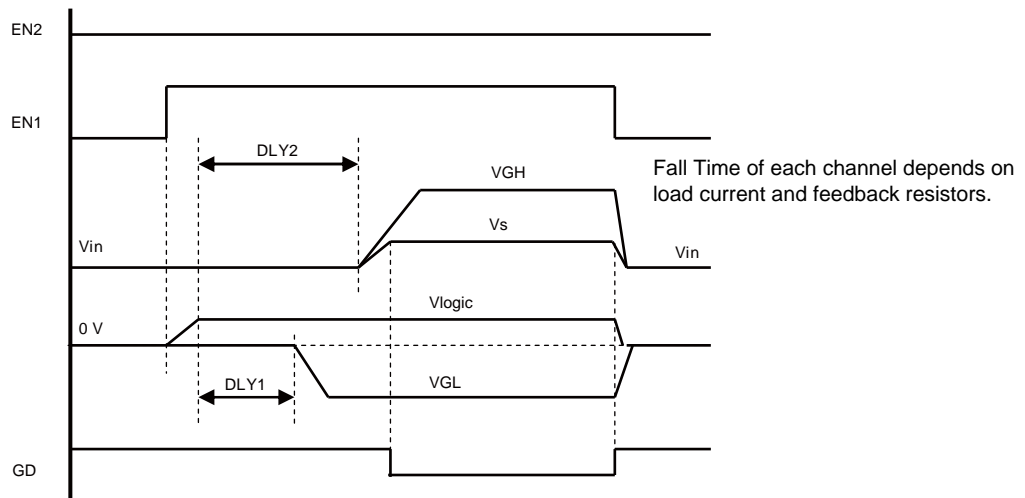 EN2
EN1
DLY2
Fall Time of each channel depends on
load current and feedback resistors.
VGH
Vs
Vin
Vin
Vlogic
0 V
DLY1
VGL
GD